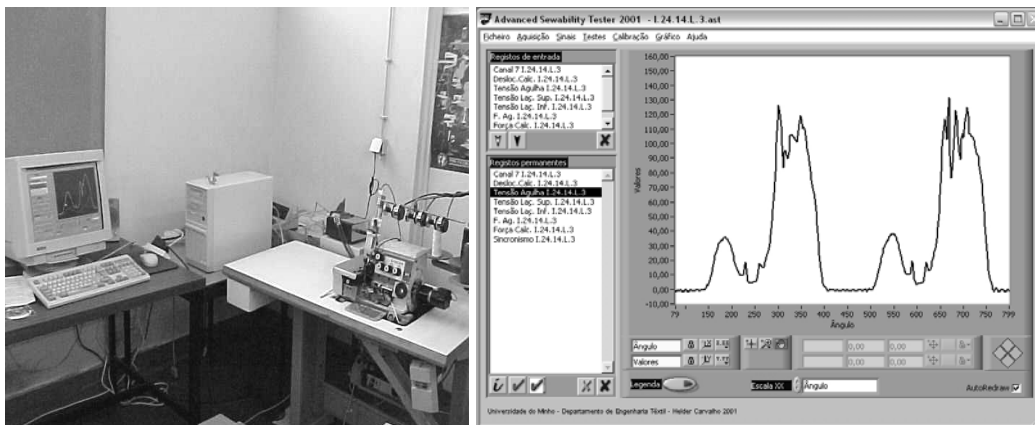 Advanced Sewability Tester 2001 - I.24.14.L.3.ast
Ficheiro Aquisição Sinais Testes Calibração Gráfico Ajuda
Registos de entrada
Canal 7 I.24.14.L.3
Desloc.Calc. I.24.14.L.3
Tensão Agulha I.24.14.L.3
Tensão Laç. Sup. I.24.14.L.3
Tensão Laç. Inf. I.24.14.L.3
F. Ag. I.24.14.L.3
Força Calc. I.24.14.L.3
Registos permanentes
Canal 7 I.24.14.L.3
Desloc.Calc. I.24.14.L.3
Tensão Agulha I.24.14.L.3
Tensão Laç. Sup. I.24.14.L.3
Tensão Laç. Inf. I.24.14.L.3
F. Ag. I.24.14.L.3
Força Calc. I.24.14.L.3
Sincronismo I.24.14.L.3
160,00
150,00
140,00
130,00
120,00
110,00
100,00
90,00
80,00
70,00
60,00
50,00
40,00
30,00
20,00
10,00
0,00
-10,00
Valores
79 150 200 250 300 350 400 450 500 550 600 650 700 750 799
Ângulo
Ângulo
Valores
0,00 0,00
0,00 0,00
Legenda
Escala XX Ângulo
AutoRedraw
Universidade do Minho - Departamento de Engenharia Têxtil - Helder Carvalho 2001